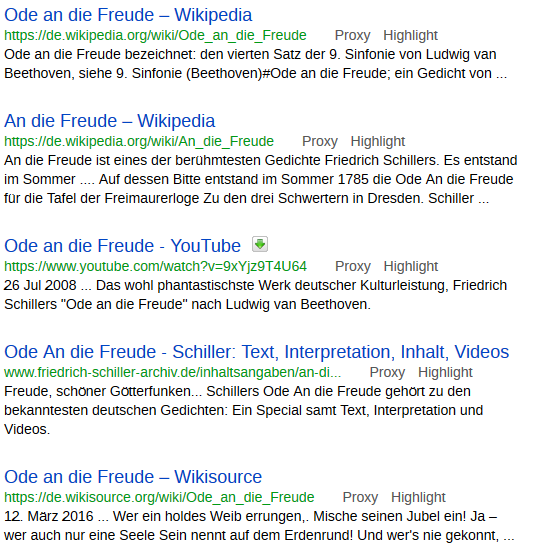 Ode an die Freude – Wikipedia
https://de.wikipedia.org/wiki/Ode_an_die_Freude Proxy Highlight
Ode an die Freude bezeichnet: den vierten Satz der 9. Sinfonie von Ludwig van
Beethoven, siehe 9. Sinfonie (Beethoven)#Ode an die Freude; ein Gedicht von ...
An die Freude – Wikipedia
https://de.wikipedia.org/wiki/An_die_Freude Proxy Highlight
An die Freude ist eines der berühmtesten Gedichte Friedrich Schillers. Es entstand
im Sommer .... Auf dessen Bitte entstand im Sommer 1785 die Ode An die Freude
für die Tafel der Freimaurerloge Zu den drei Schwertern in Dresden. Schiller ...
Ode an die Freude - YouTube
https://www.youtube.com/watch?v=9xYjz9T4U64 Proxy Highlight
26 Jul 2008 ... Das wohl phantastischste Werk deutscher Kulturleistung, Friedrich
Schillers "Ode an die Freude" nach Ludwig van Beethoven.
Ode An die Freude - Schiller: Text, Interpretation, Inhalt, Videos
www.friedrich-schiller-archiv.de/inhaltsangaben/an-di... Proxy Highlight
Freude, schöner Götterfunken... Schillers Ode An die Freude gehört zu den
bekanntesten deutschen Gedichten: Ein Special samt Text, Interpretation und
Videos.
Ode an die Freude – Wikisource
https://de.wikisource.org/wiki/Ode_an_die_Freude Proxy Highlight
12. März 2016 ... Wer ein holdes Weib errungen,. Mische seinen Jubel ein! Ja –
wer auch nur eine Seele Sein nennt auf dem Erdenrund! Und wer's nie gekonnt, ...